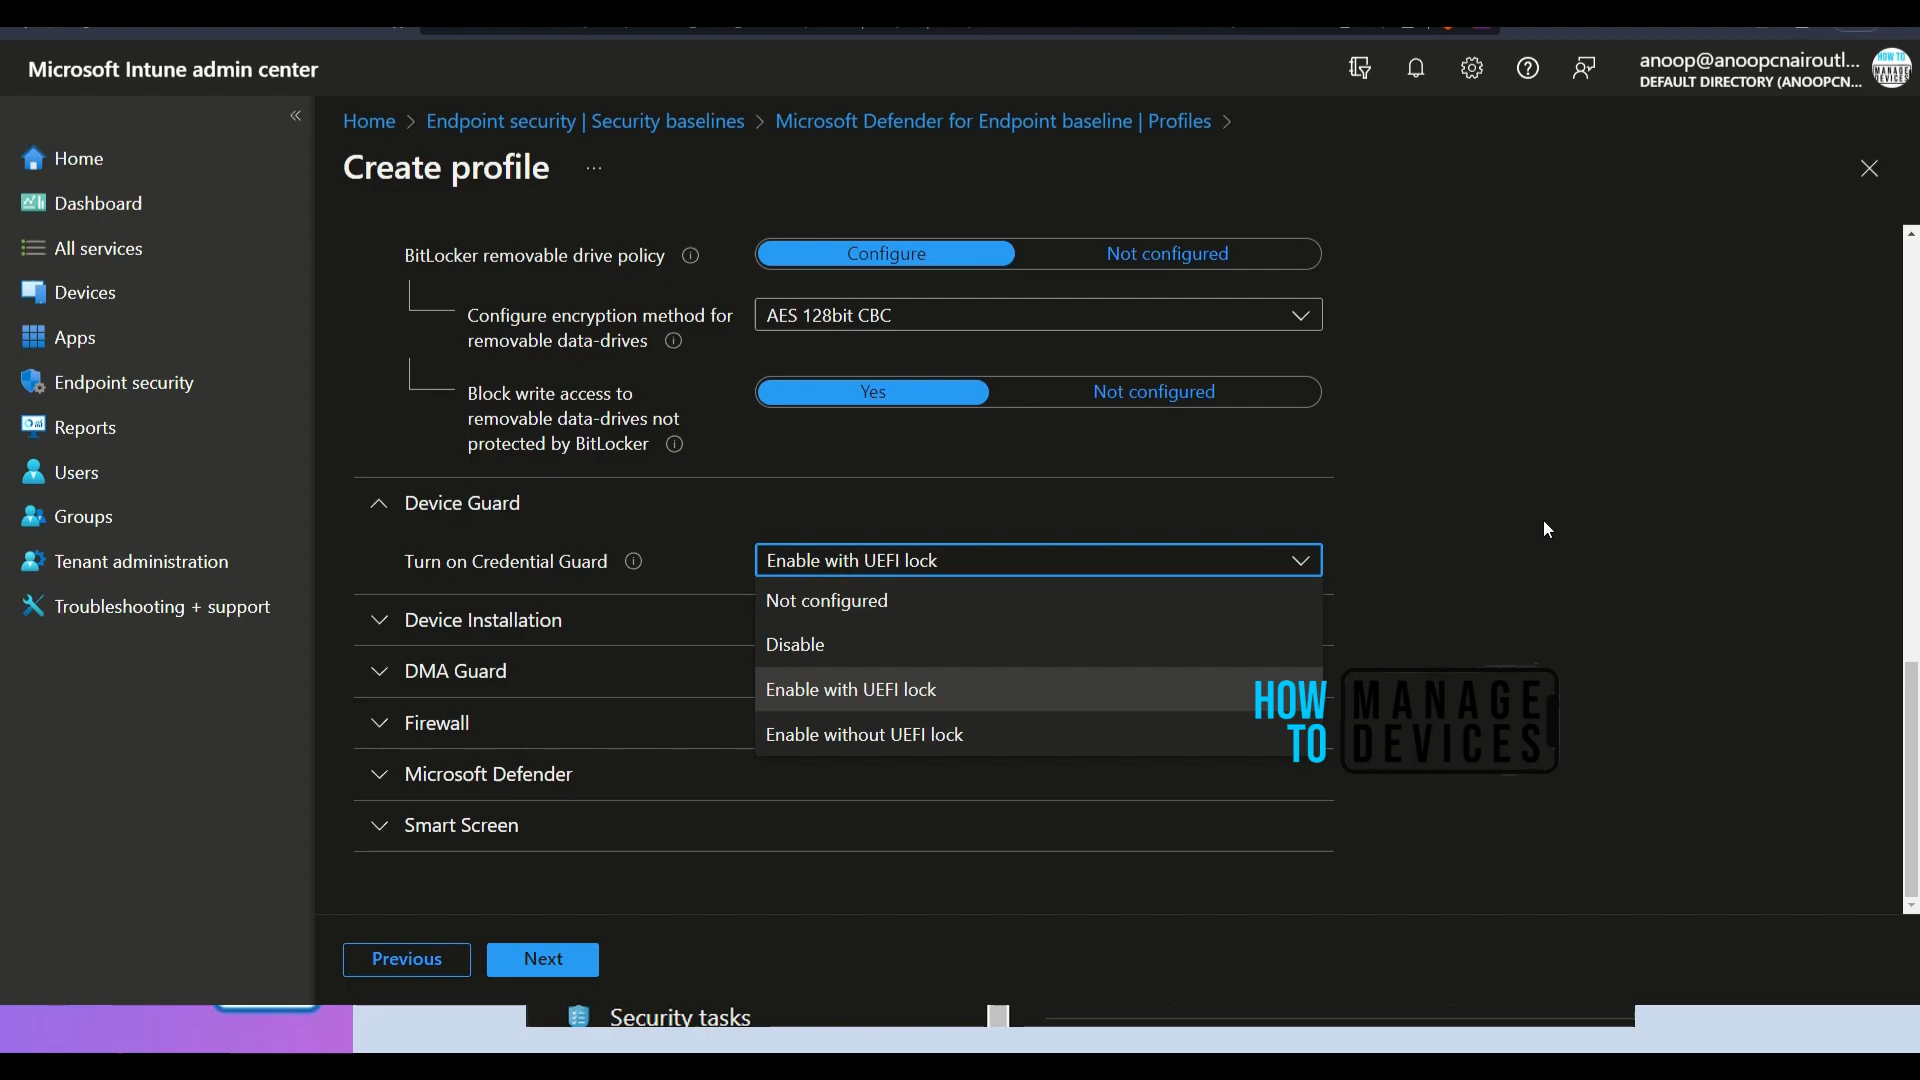 Microsoft Intune admin center
anoop@anoopcnairoutl...
DEFAULT DIRECTORY (ANOOPCN...
HOW TO
MANAGE
DEVICES
Home > Endpoint security | Security baselines > Microsoft Defender for Endpoint baseline | Profiles >
Create profile ...
Home
Dashboard
All services
Devices
Apps
Endpoint security
Reports
Users
Groups
Tenant administration
Troubleshooting + support
BitLocker removable drive policy
Configure
Not configured
Configure encryption method for
removable data-drives
AES 128bit CBC
Block write access to
removable data-drives not
protected by BitLocker
Yes
Not configured
Device Guard
Turn on Credential Guard
Enable with UEFI lock
Not configured
Disable
Enable with UEFI lock
Enable without UEFI lock
Device Installation
DMA Guard
Firewall
Microsoft Defender
Smart Screen
HOW
TO
MANAGE
DEVICES
Previous
Next
Security tasks